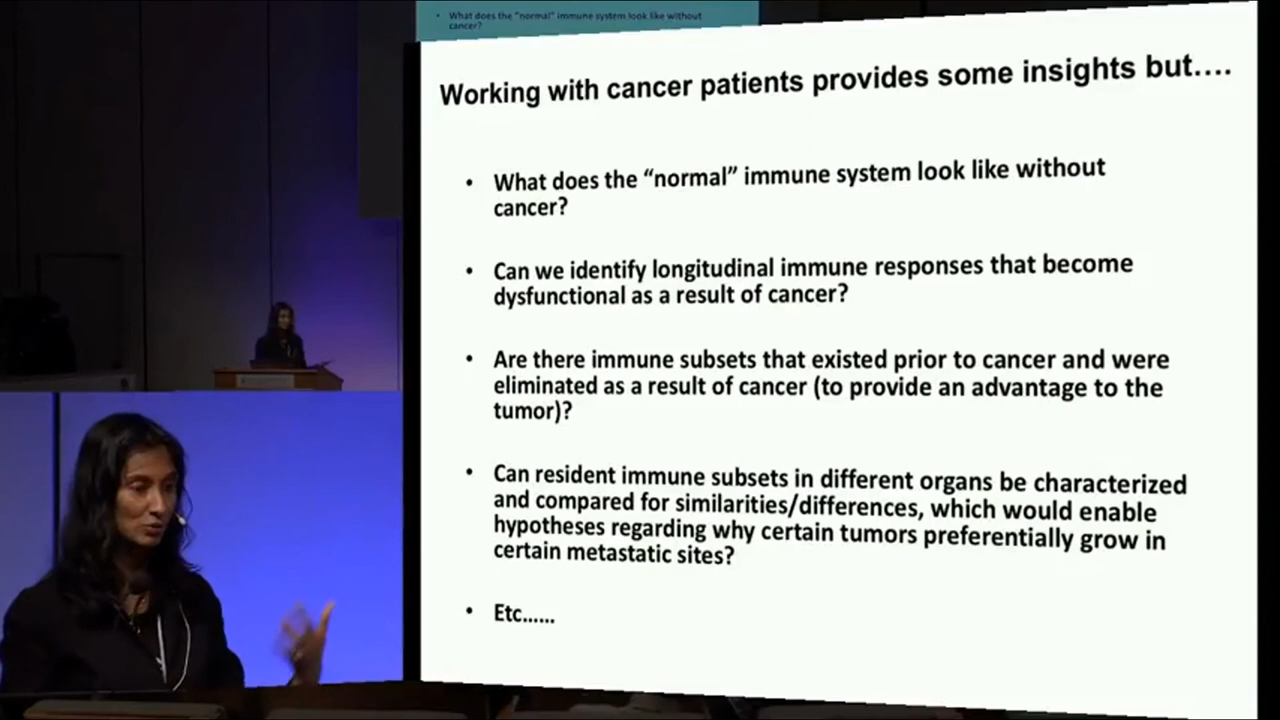 • What does the "normal" immune system look like without
cancer?
Working with cancer patients provides some insights but….
• What does the “normal” immune system look like without
cancer?
• Can we identify longitudinal immune responses that become
dysfunctional as a result of cancer?
• Are there immune subsets that existed prior to cancer and were
eliminated as a result of cancer (to provide an advantage to the
tumor)?
• Can resident immune subsets in different organs be characterized
and compared for similarities/differences, which would enable
hypotheses regarding why certain tumors preferentially grow in
certain metastatic sites?
• Etc......